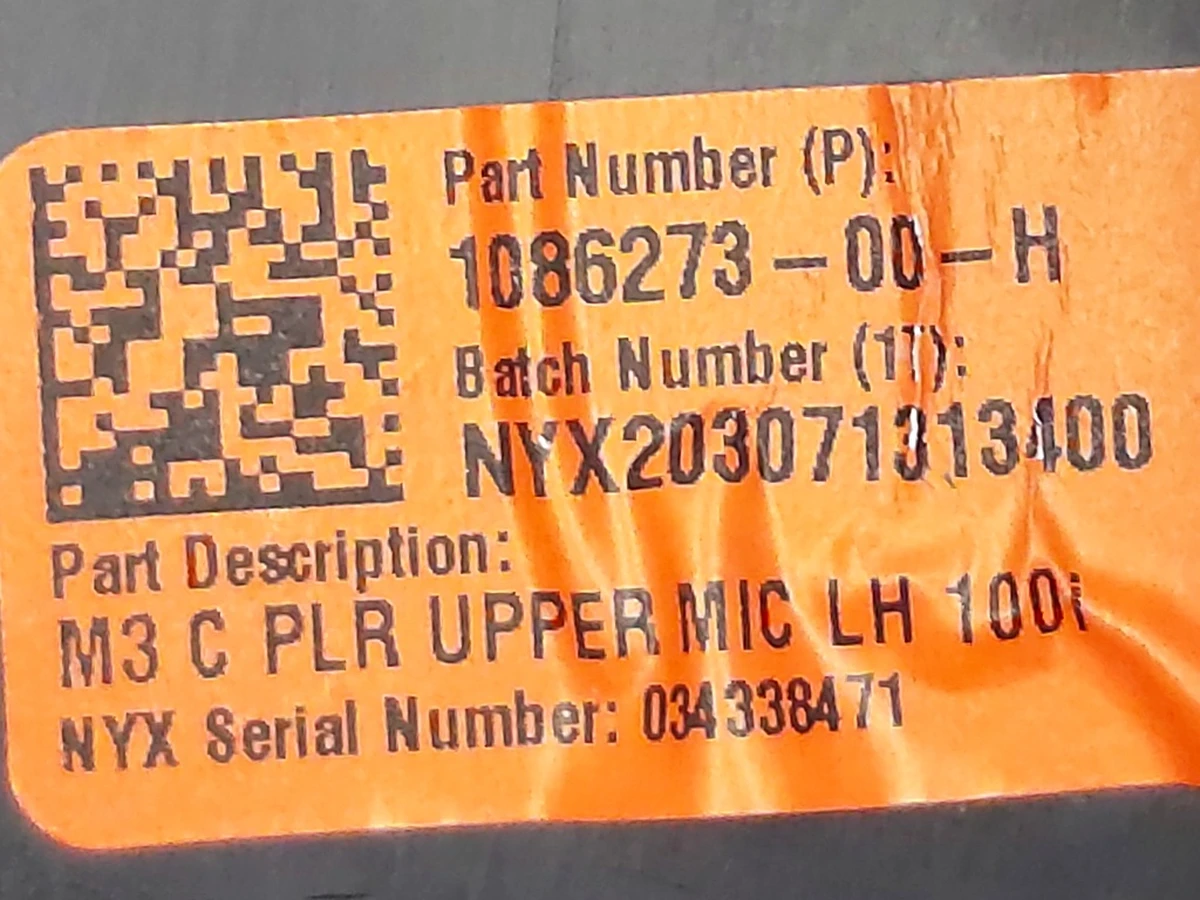 Part Number (P):
1086273-00-H
Batch Number (1T):
NYX203071313400
Part Description:
M3 C PLR UPPER MIC LH 100i
NYX Serial Number: 034338471